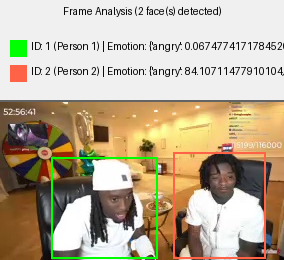 Frame Analysis (2 face(s) detected)
ID: 1 (Person 1) | Emotion: {'angry': 0.067477417178452
ID: 2 (Person 2) | Emotion: {'angry': 84.10711477910104,
52:56:41